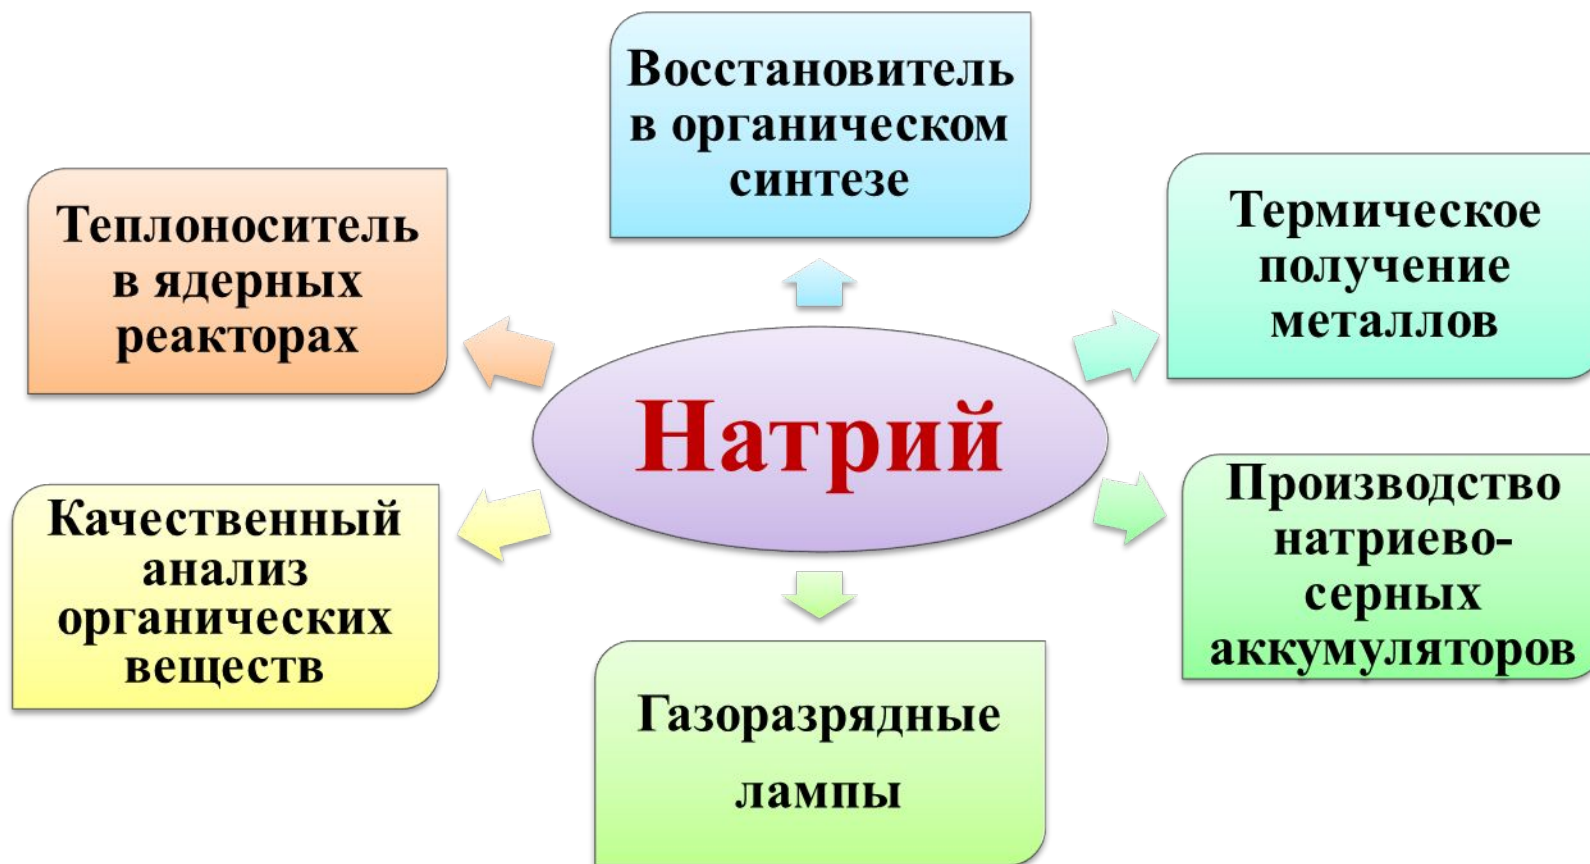 Восстановитель
в органическом
синтезе
Теплоноситель
в ядерных
реакторах
Термическое
получение
металлов
Натрий
Качественный
анализ
органических
веществ
Производство
натриево-
серных
аккумуляторов
Газоразрядные
лампы